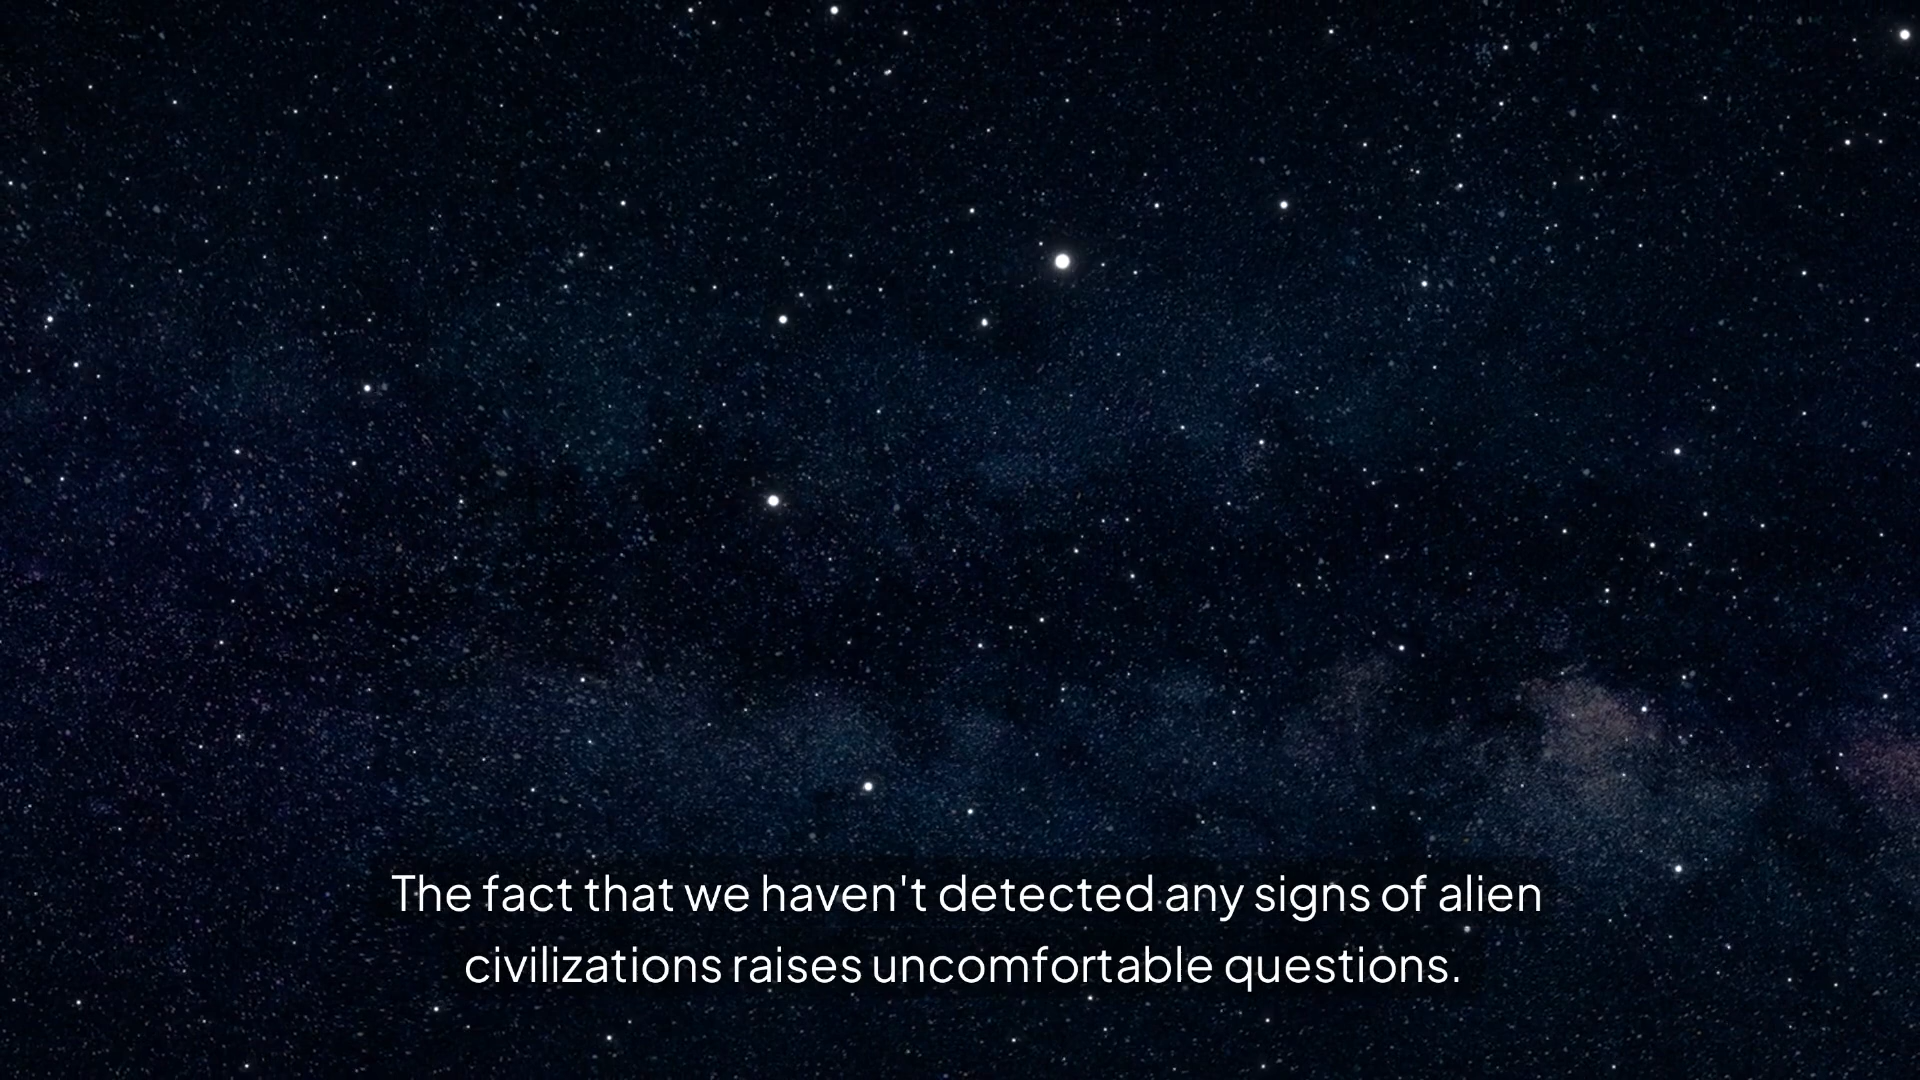 The fact that we haven't detected any signs of alien
civilizations raises uncomfortable questions.